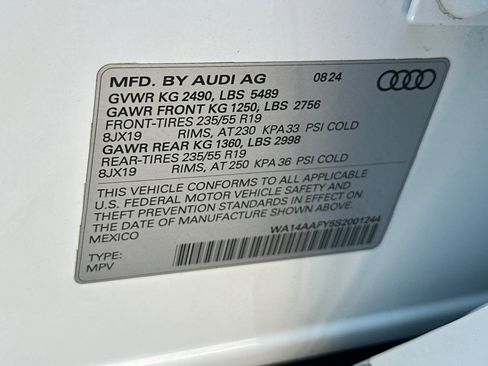 MFD. BY AUDI AG 08 24
GVWR KG 2490, LBS 5489
GAWR FRONT KG 1250, LBS 2756
FRONT-TIRES 235/55 R19
8JX19 RIMS, AT 230 KPA 33 PSI COLD
GAWR REAR KG 1360, LBS 2998
REAR-TIRES 235/55 R19
8JX19 RIMS, AT 250 KPA 36 PSI COLD
THIS VEHICLE CONFORMS TO ALL APPLICABLE
U.S. FEDERAL MOTOR VEHICLE SAFETY AND
THEFT PREVENTION STANDARDS IN EFFECT ON
THE DATE OF MANUFACTURE SHOWN ABOVE.
MEXICO
WA14AAFY5S2001244
TYPE:
MPV